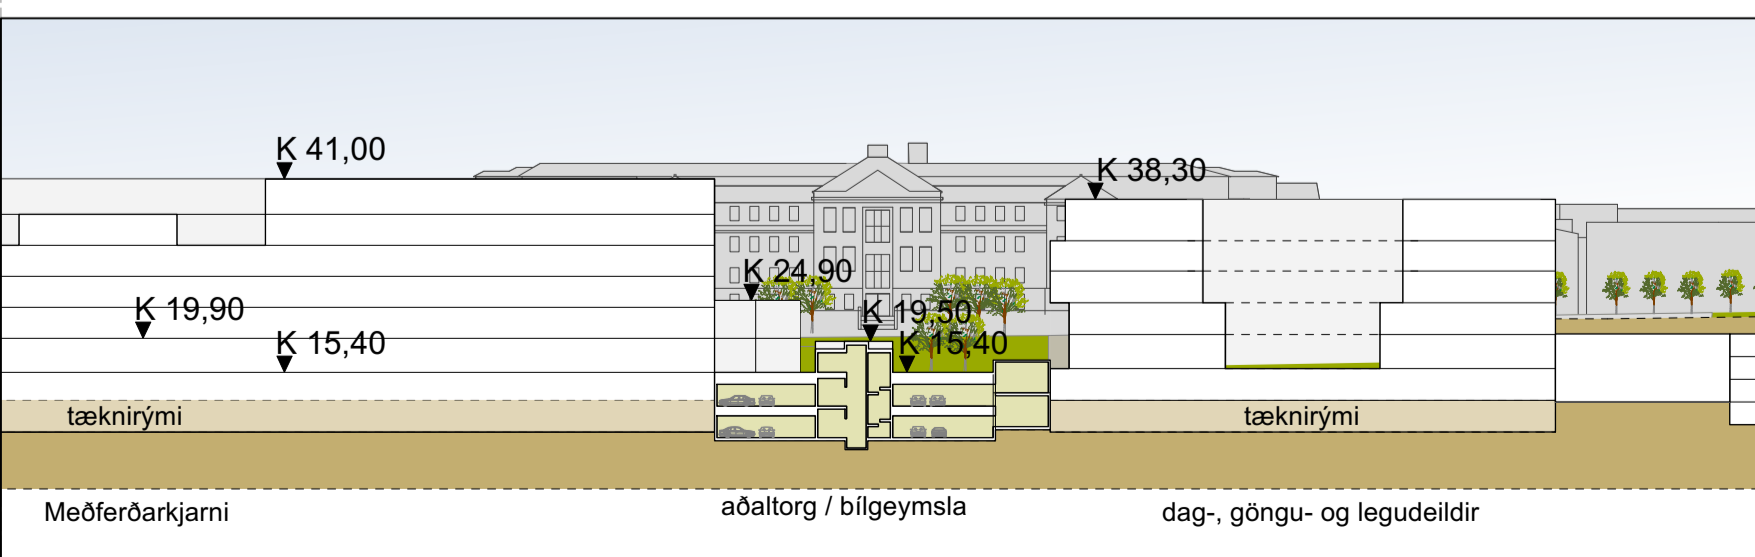 K 41,00
K 38,30
K 24,90
K 19,90
K 19,50
K 15,40
K 15,40
tæknirými
tæknirými
Meðferðarkjarni
aðaltorg / bílgeymsla
dag-, göngu- og legudeildir